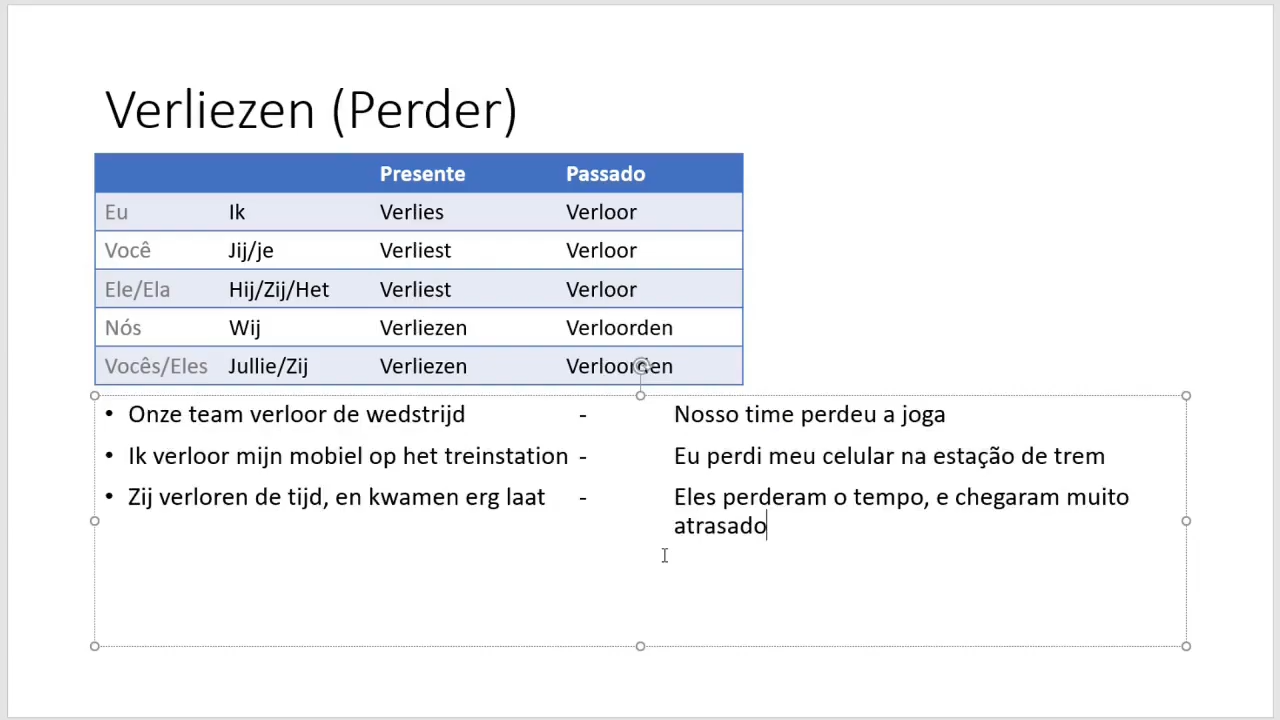 Verliezen (Perder)
Presente Passado
Eu Ik Verlies Verloor
Você Jij/je Verliest Verloor
Ele/Ela Hij/Zij/Het Verliest Verloor
Nós Wij Verliezen Verloorden
Vocês/Eles Jullie/Zij Verliezen Verloorden
• Onze team verloor de wedstrijd - Nosso time perdeu a joga
• Ik verloor mijn mobiel op het treinstation - Eu perdi meu celular na estação de trem
• Zij verloren de tijd, en kwamen erg laat - Eles perderam o tempo, e chegaram muito
atrasado